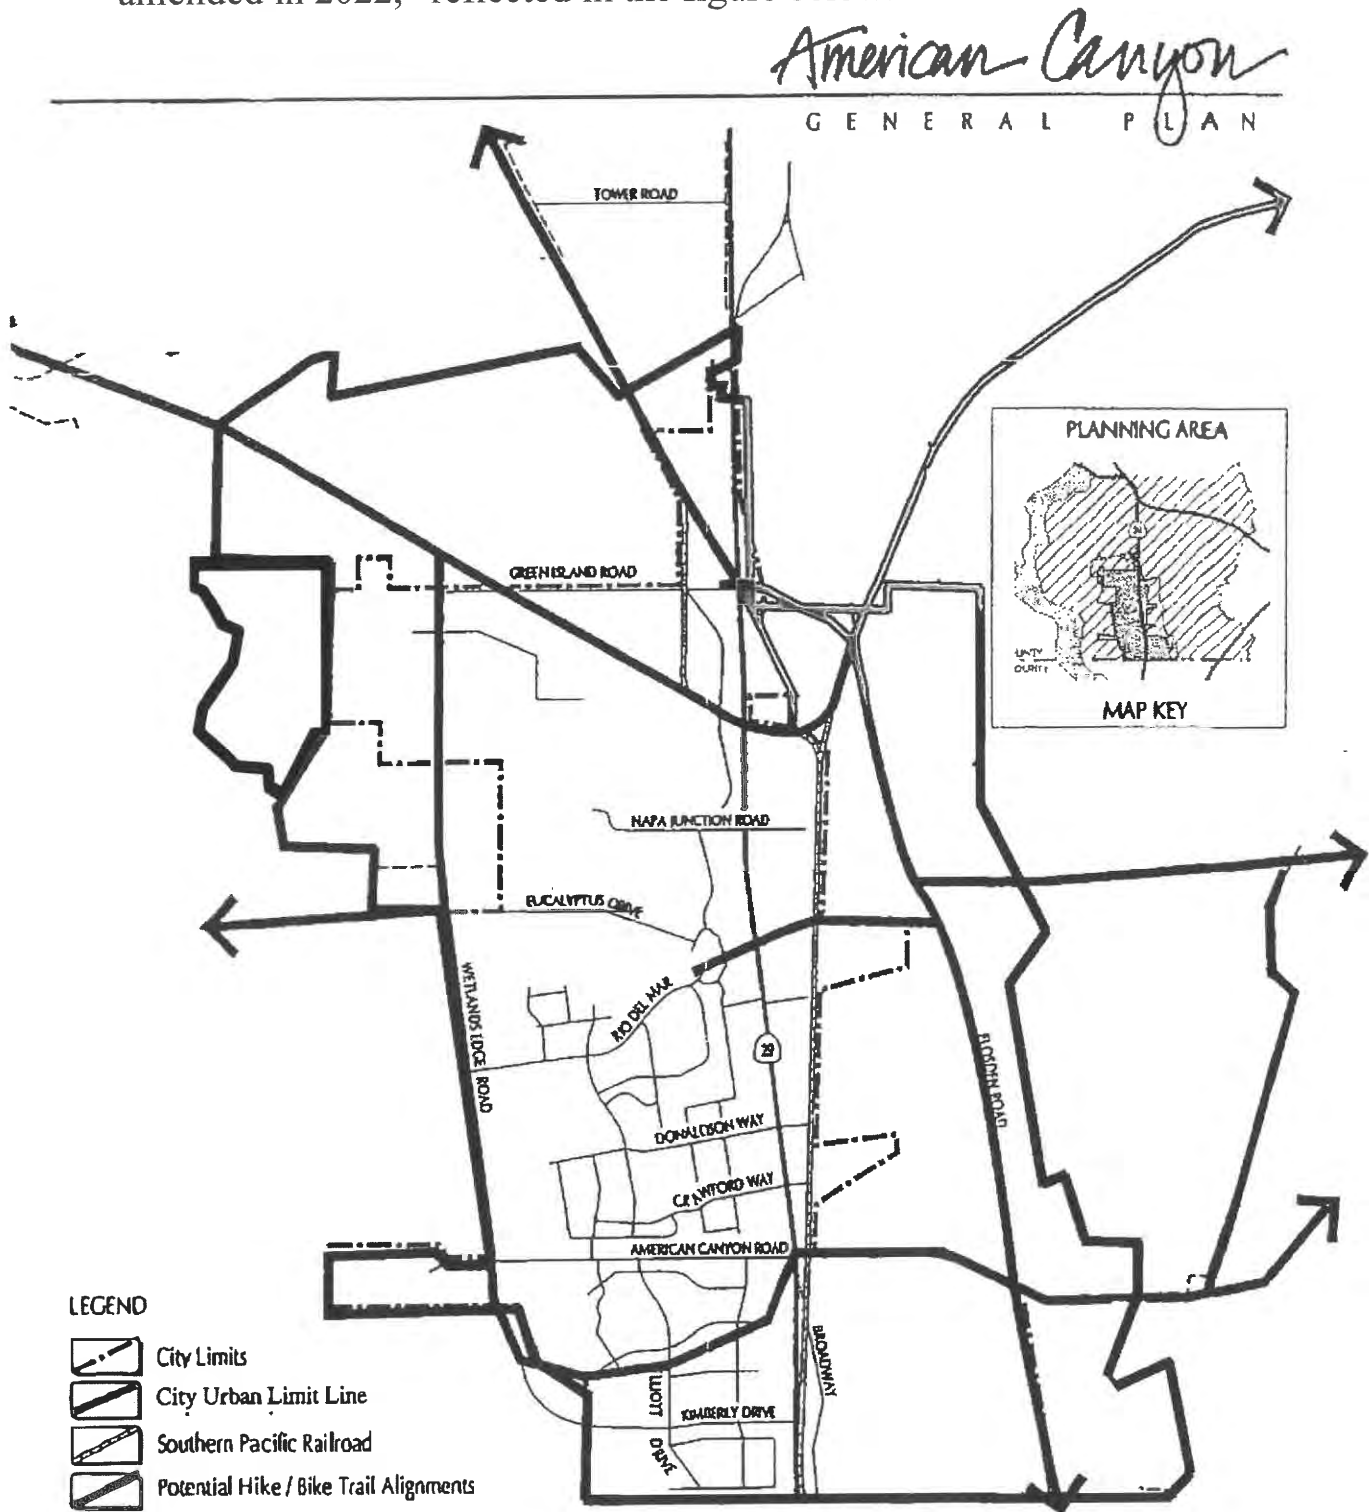 amended in 2022, reflected in the figure
American Canyon
GENERAL PLAN
TOWER ROAD
PLANNING AREA
29
MAP KEY
GREEN ISLAND ROAD
NAPA JUNCTION ROAD
EUCALYPTUS DRIVE
WETLANDS EDGE ROAD
RIO DEL MAR
29
FLOSDEN ROAD
DONALDSON WAY
CRAWFORD WAY
AMERICAN CANYON ROAD
BROADWAY
KIMBERLY DRIVE
DRIVE
LEGEND
City Limits
City Urban Limit Line
Southern Pacific Railroad
Potential Hike / Bike Trail Alignments